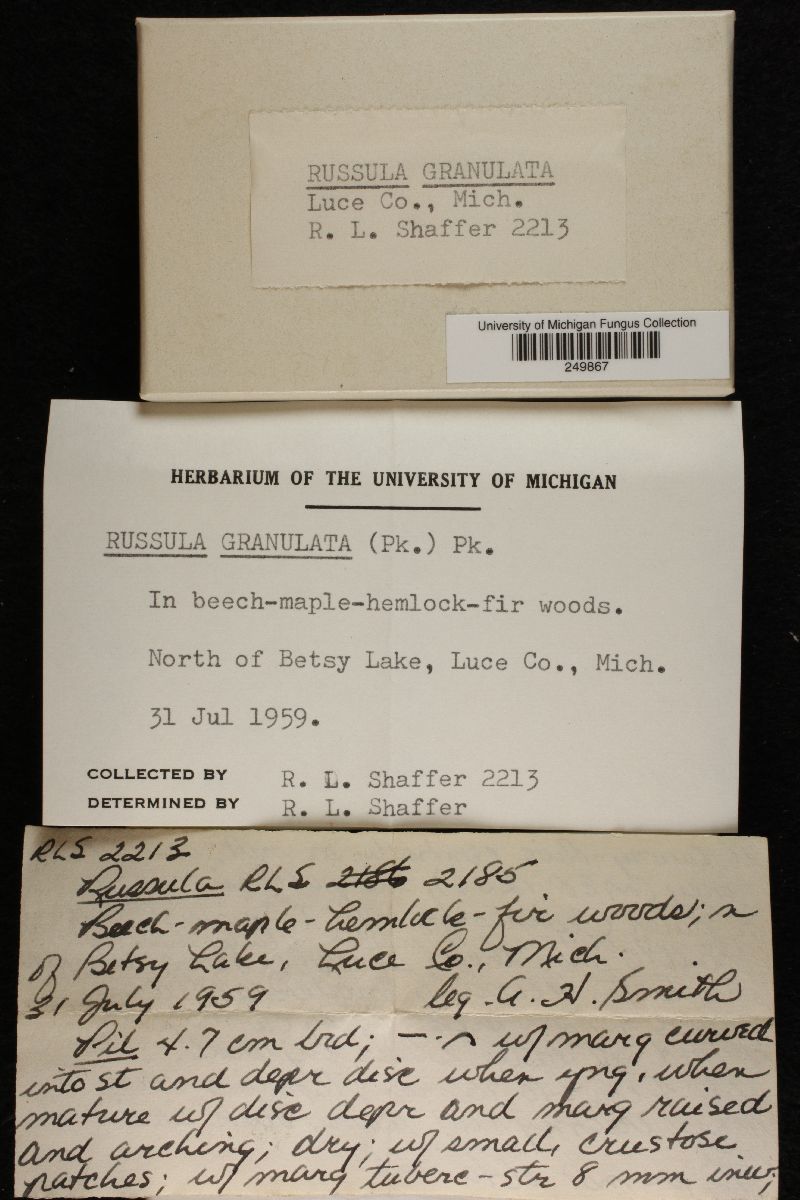 RUSSULA GRANULATA
Luce Co., Mich.
R. L. Shaffer 2213
University of Michigan Fungus Collection
249867
HERBARIUM OF THE UNIVERSITY OF MICHIGAN
RUSSULA GRANULATA (Pk.) Pk.
In beech-maple-hemlock-fir woods.
North of Betsy Lake, Luce Co., Mich.
31 Jul 1959.
COLLECTED BY R. L. Shaffer 2213
DETERMINED BY R. L. Shaffer
RLS 2213
Russula RLS 2186 2185
Beech-maple-hemlock-fir woods; n
of Betsy Lake, Luce Co., Mich.
31 July 1959 leg. A. H. Smith
Pil 4.7 cm brd; w/ marg curved
into st and depr disc when yng, when
mature w/ disc depr and marg raised
and arching; dry; w/ small, crustose
patches; w/ marg tuberc-str 8 mm inw;